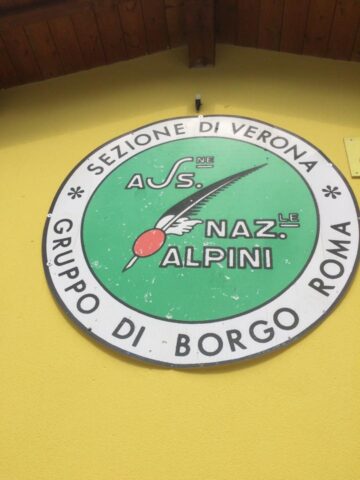 * SEZIONE DI VERONA *
ASS.NE
NAZ.LE
ALPINI
GRUPPO DI BORGO ROMA